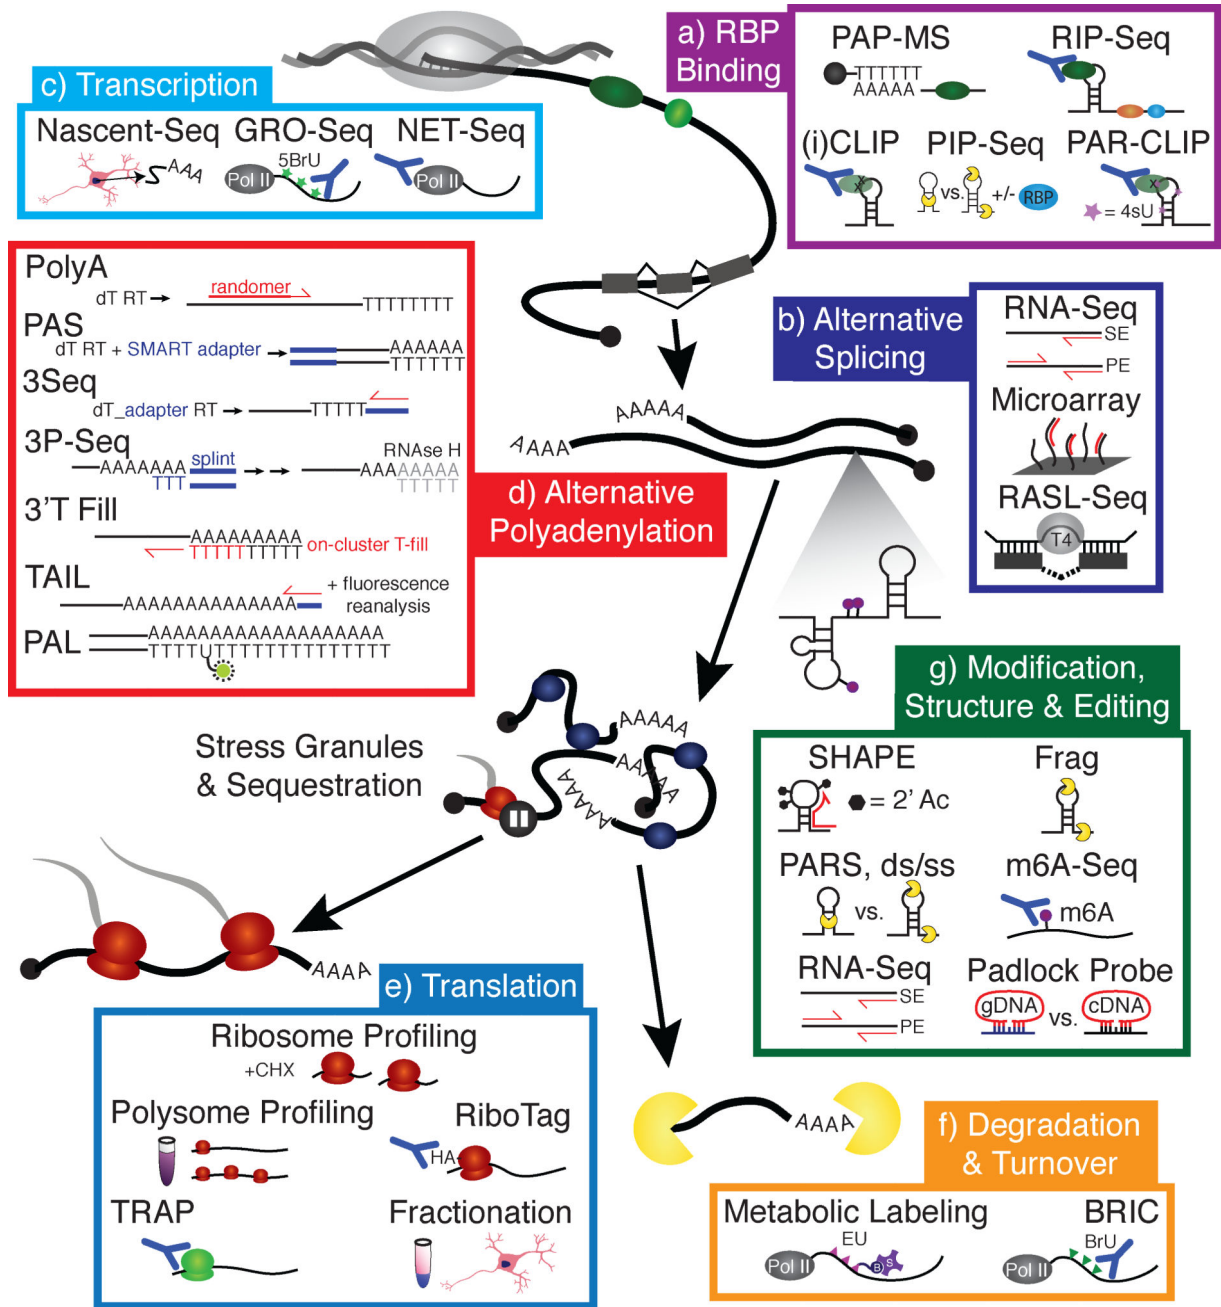 a) RBP
Binding
PAP-MS
TTTTTT
AAAAA
RIP-Seq
(i)CLIP
X
X
PIP-Seq
vs.
+/-
RBP
PAR-CLIP
X
= 4sU
c) Transcription
Nascent-Seq
AAA
GRO-Seq
5BrU
Pol II
NET-Seq
Pol II
PolyA
randomer
dT RT
TTTTTTTT
PAS
dT RT + SMART adapter
AAAAAA
TTTTTT
3Seq
dT_adapter RT
TTTTT
3P-Seq
AAAAAAA
splint
TTT
RNAse H
AAAAAAAA
TTTTT
3'T Fill
AAAAAAAAA
TTTTTTTTTT
on-cluster T-fill
TAIL
AAAAAAAAAAAAAA
+ fluorescence
reanalysis
PAL
AAAAAAAAAAAAAAAAAAA
TTTTUTTTTTTTTTTTTTT
d) Alternative
Polyadenylation
b) Alternative
Splicing
RNA-Seq
SE
PE
Microarray
RASL-Seq
T4
AAAAA
AAAA
Stress Granules
& Sequestration
AAAAA
AAAAA
AAAAA
AAAA
g) Modification,
Structure & Editing
SHAPE
= 2' Ac
Frag
PARS, ds/ss
vs.
m6A-Seq
m6A
RNA-Seq
SE
PE
Padlock Probe
gDNA
vs.
cDNA
e) Translation
Ribosome Profiling
+CHX
Polysome Profiling
RiboTag
HA
TRAP
Fractionation
AAAA
f) Degradation
& Turnover
Metabolic Labeling
EU
Pol II
B
S
BRIC
BrU
Pol II